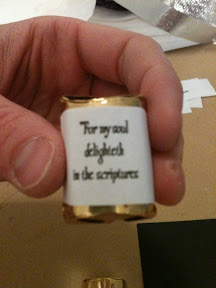 "For my soul
delighteth
in the scriptures